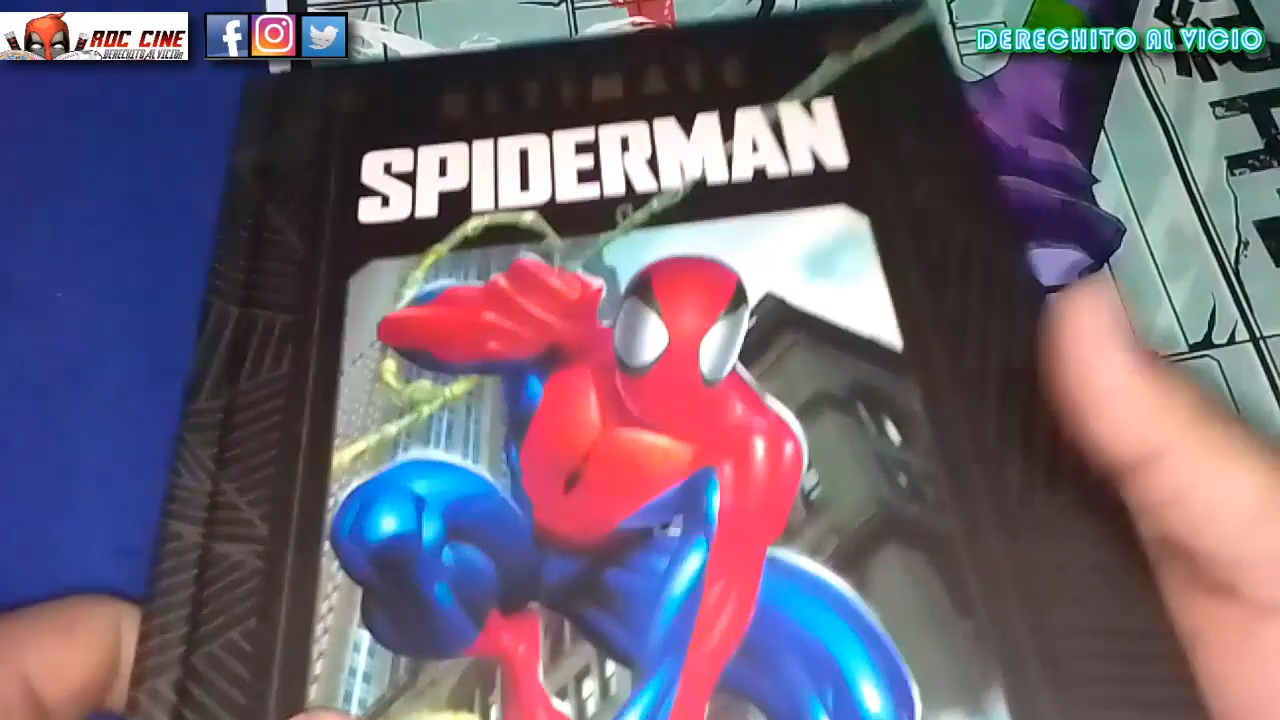 ROC CINE
DERECHITO AL VICIO!
DERECHITO AL VICIO
ULTIMATE
SPIDERMAN